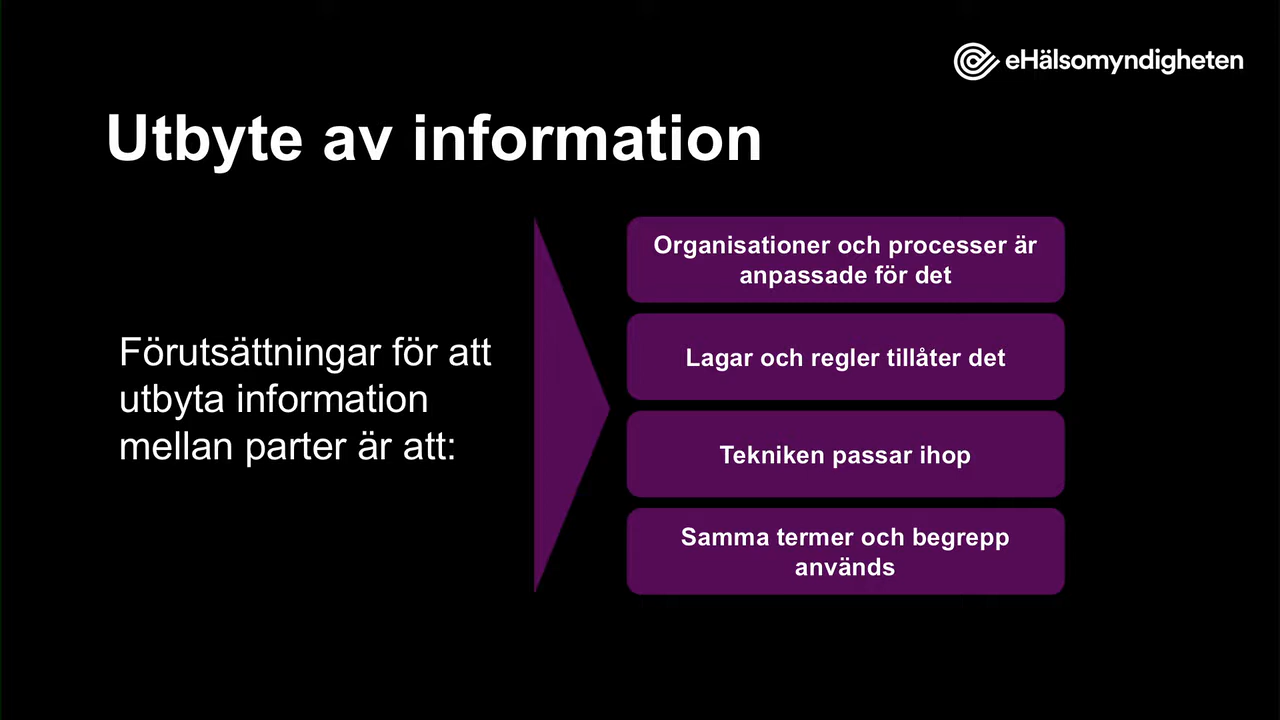 eHälsomyndigheten
Utbyte av information
Förutsättningar för att
utbyta information
mellan parter är att:
Organisationer och processer är
anpassade för det
Lagar och regler tillåter det
Tekniken passar ihop
Samma termer och begrepp
används